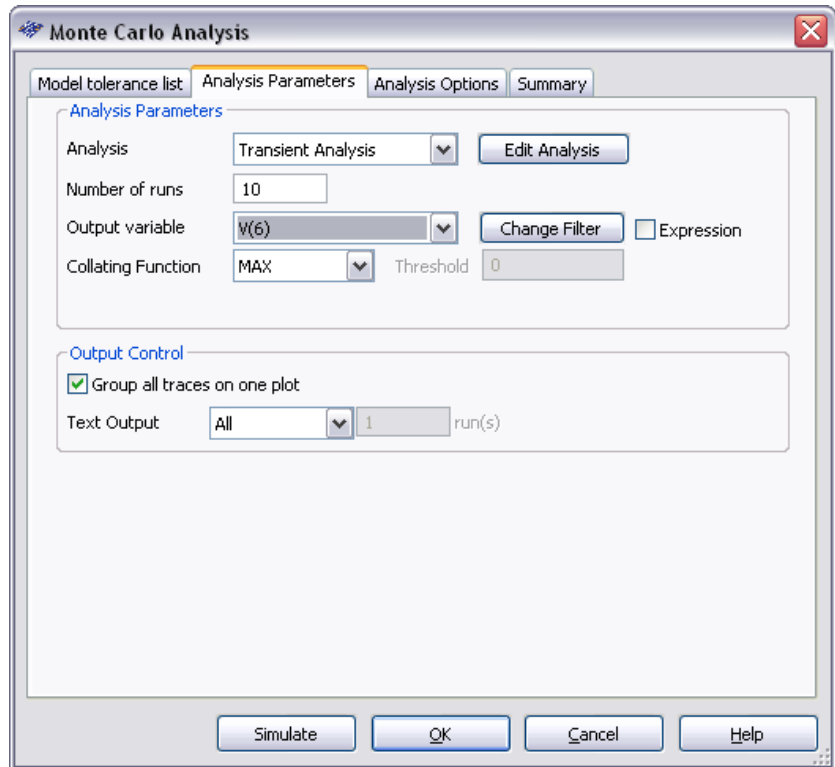 Monte Carlo Analysis
Model tolerance list Analysis Parameters Analysis Options Summary
Analysis Parameters
Analysis Transient Analysis Edit Analysis
Number of runs 10
Output variable V(6) Change Filter Expression
Collating Function MAX Threshold 0
Output Control
Group all traces on one plot
Text Output All 1 run(s)
Simulate OK Cancel Help